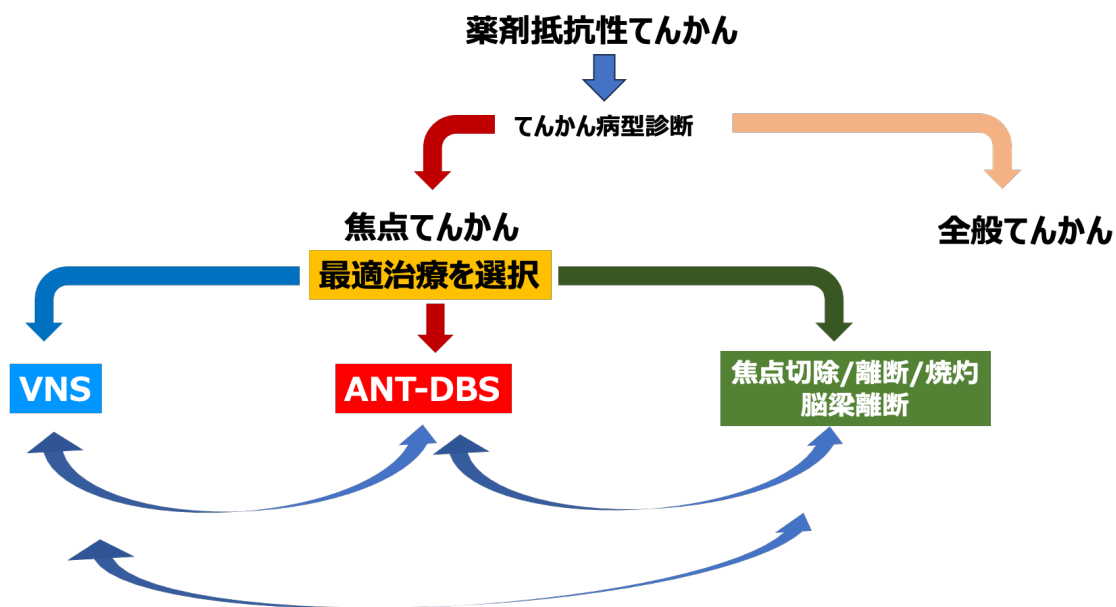 薬剤抵抗性てんかん
てんかん病型診断
焦点てんかん
全般てんかん
最適治療を選択
VNS
ANT-DBS
焦点切除/離断/焼灼
脳梁離断